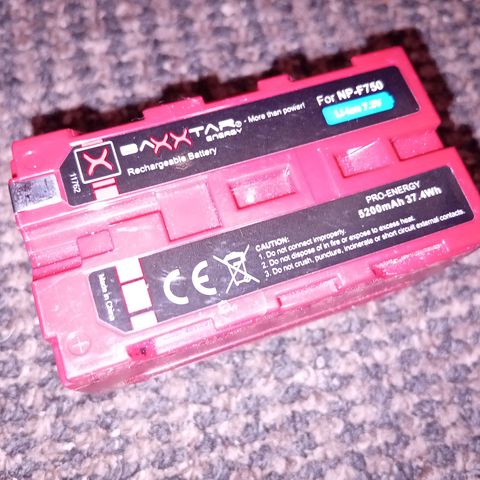 BAXXTAR®
ENERGY
- More than power!
Rechargeable Battery
For NP-F750
Li-Ion 7.2V
11762
PRO-ENERGY
5200mAh 37.4Wh
CAUTION:
1. Do not connect improperly.
2. Do not dispose of in fire or expose to excess heat.
3. Do not crush, puncture, incinerate or short circuit external contacts.
CE
Made in China